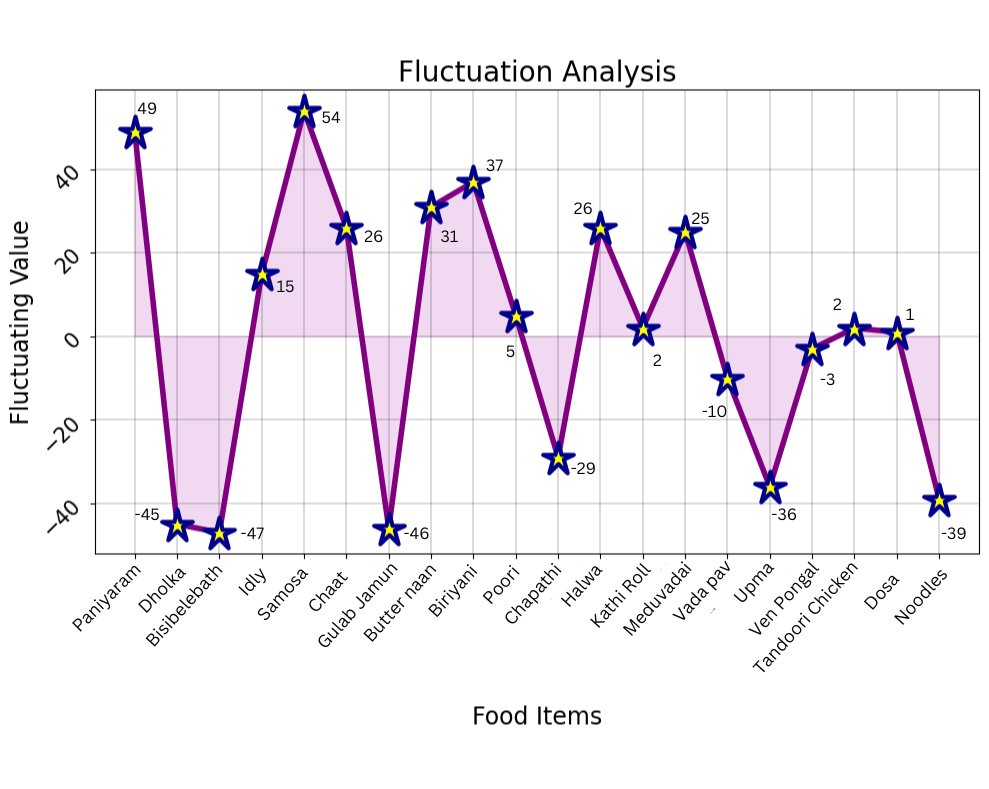 Fluctuation Analysis
Fluctuating Value
40
20
0
−20
−40
49
-45
-47
15
54
26
-46
31
37
5
-29
26
2
25
-10
-36
-3
2
1
-39
Paniyaram
Dholka
Bisibelebath
Idly
Samosa
Chaat
Gulab Jamun
Butter naan
Biriyani
Poori
Chapathi
Halwa
Kathi Roll
Meduvadai
Vada pav
Upma
Ven Pongal
Tandoori Chicken
Dosa
Noodles
Food Items